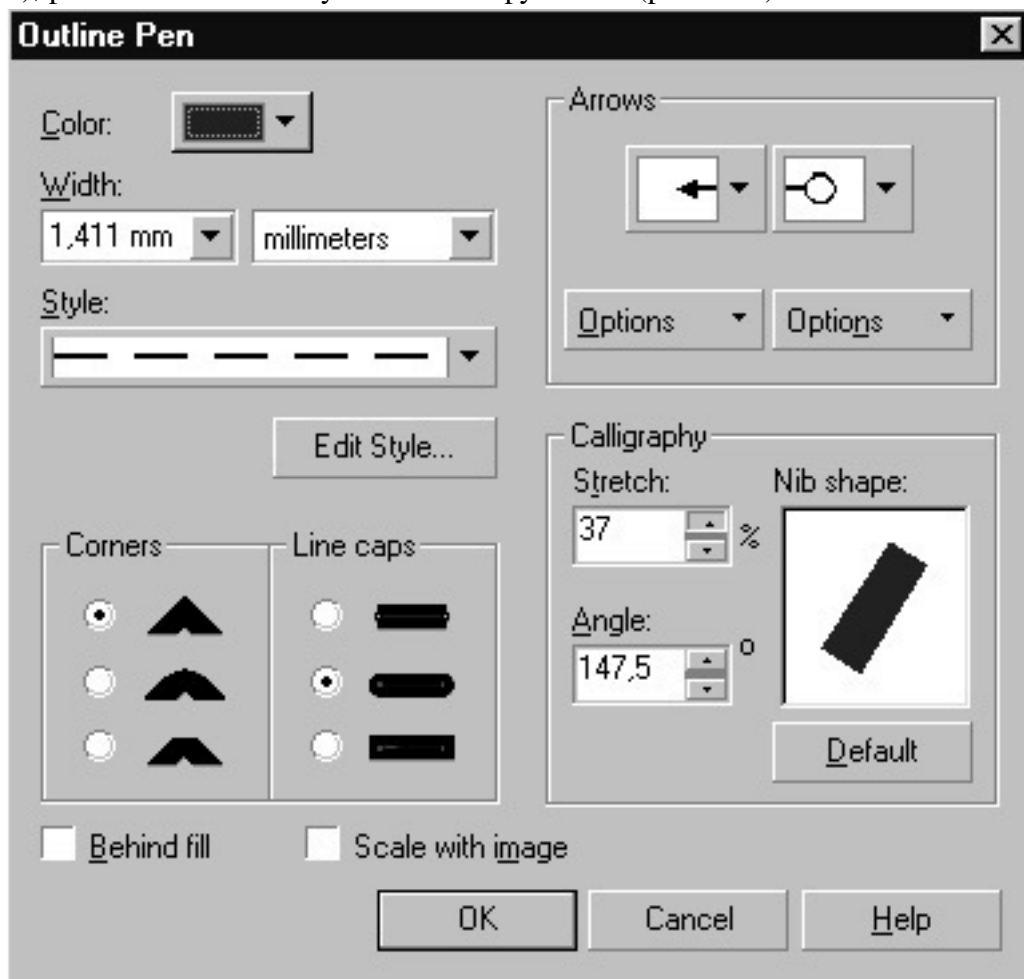 Outline Pen
Color:
Width:
1,411 mm
millimeters
Style:
Edit Style...
Corners
Line caps
Behind fill
Scale with image
Arrows
Options
Options
Calligraphy
Stretch:
37
%
Angle:
147,5
o
Nib shape:
Default
OK
Cancel
Help